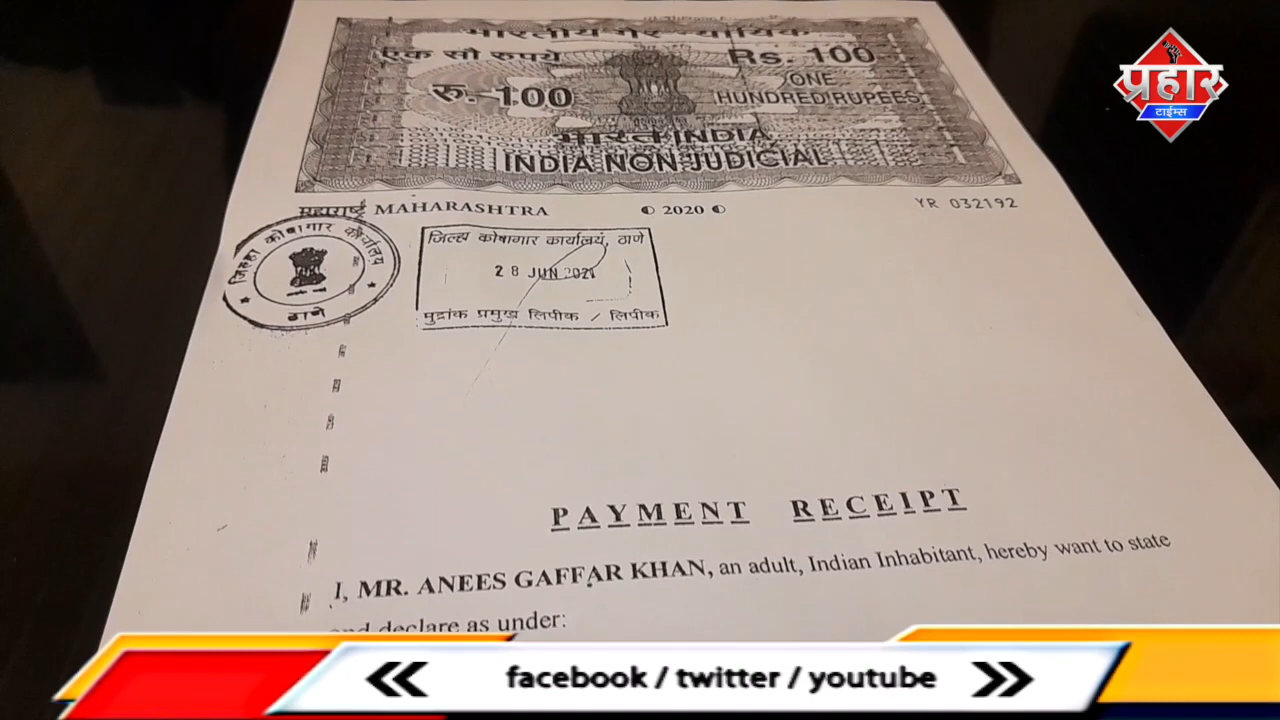 भारतीय गैर न्यायिक
एक सौ रुपये
Rs. 100
रु. 100
ONE
HUNDRED RUPEES
भारत INDIA
INDIA NON JUDICIAL
महाराष्ट्र MAHARASHTRA
2020
YR 032192
जिल्हा कोषागार कार्यालय
ठाणे
जिल्हा कोषागार कार्यालय, ठाणे
28 JUN 2021
मुद्रांक प्रमुख लिपीक / लिपीक
PAYMENT RECEIPT
I, MR. ANEES GAFFAR KHAN, an adult, Indian Inhabitant, hereby want to state
and declare as under:
प्रहार
टाईम्स
facebook / twitter / youtube